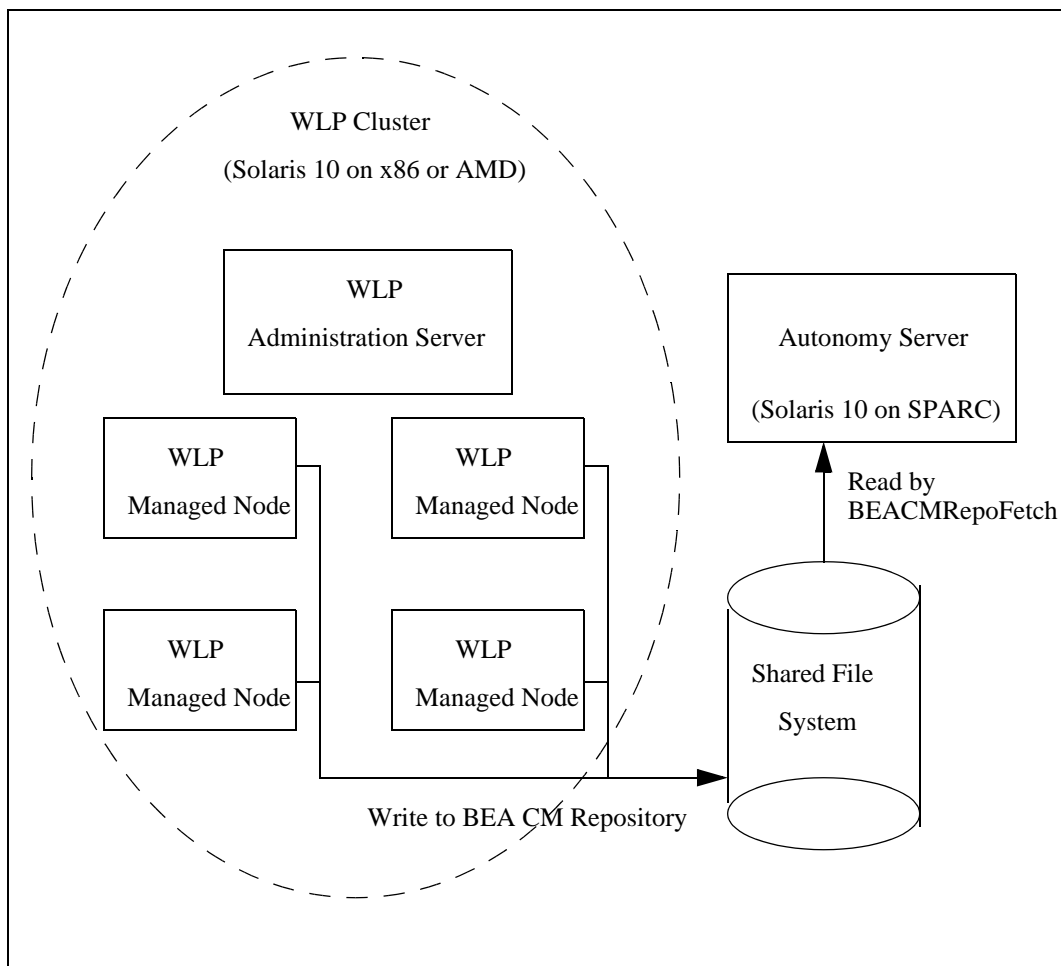 WLP Cluster
(Solaris 10 on x86 or AMD)
WLP
Administration Server
Autonomy Server
(Solaris 10 on SPARC)
WLP
Managed Node
WLP
Managed Node
Read by
BEACMRepoFetch
WLP
Managed Node
WLP
Managed Node
Shared File
System
Write to BEA CM Repository